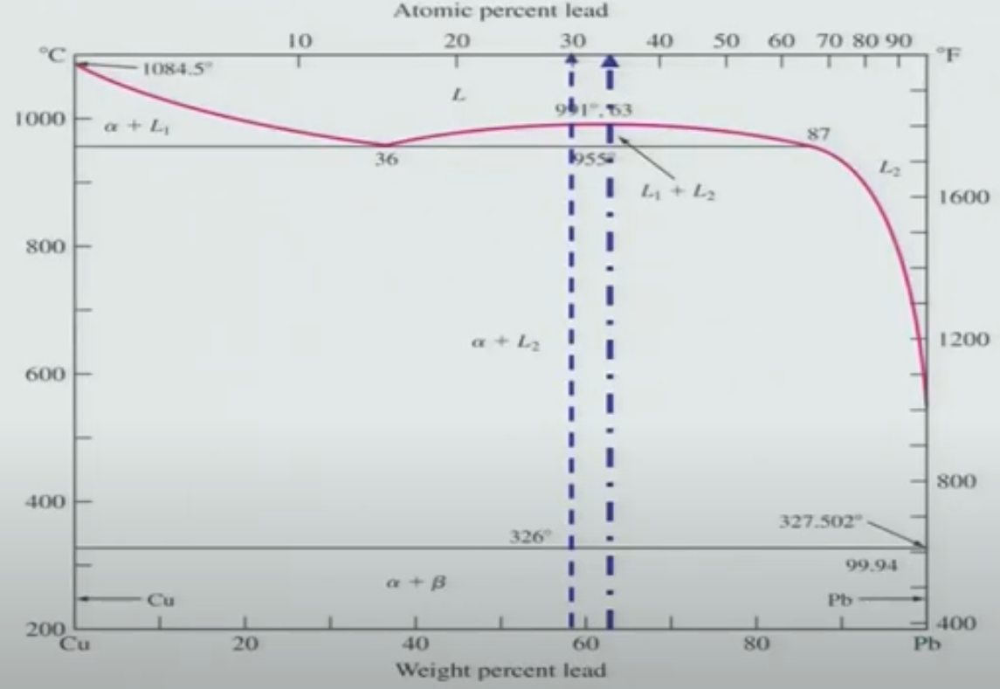 Atomic percent lead
10 20 30 40 50 60 70 80 90
°C °F
1084.5°
L
1000
991°, 63
α + L₁
87
36
955°
L₂
L₁ + L₂
1600
800
α + L₂
1200
600
800
400
327.502°
326°
99.94
α + β
Cu Pb
200 400
Cu 20 40 60 80 Pb
Weight percent lead